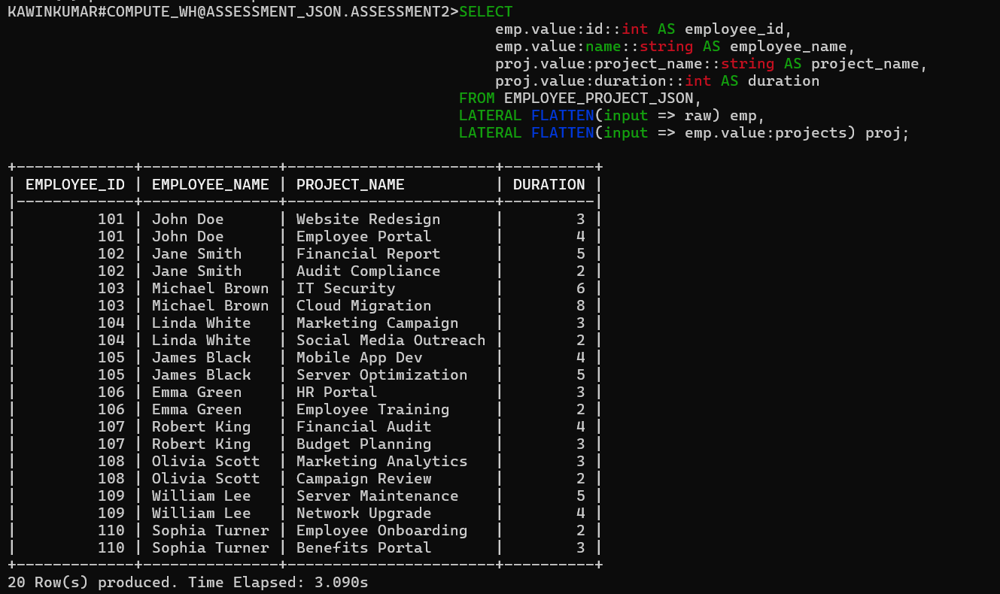 KAWINKUMAR#COMPUTE_WH@ASSESSMENT_JSON.ASSESSMENT2>SELECT
emp.value:id::int AS employee_id,
emp.value:name::string AS employee_name,
proj.value:project_name::string AS project_name,
proj.value:duration::int AS duration
FROM EMPLOYEE_PROJECT_JSON,
LATERAL FLATTEN(input => raw) emp,
LATERAL FLATTEN(input => emp.value:projects) proj;
+-------------+---------------+-----------------------+----------+
| EMPLOYEE_ID | EMPLOYEE_NAME | PROJECT_NAME          | DURATION |
|-------------+---------------+-----------------------+----------|
|         101 | John Doe      | Website Redesign      |        3 |
|         101 | John Doe      | Employee Portal       |        4 |
|         102 | Jane Smith    | Financial Report      |        5 |
|         102 | Jane Smith    | Audit Compliance      |        2 |
|         103 | Michael Brown | IT Security           |        6 |
|         103 | Michael Brown | Cloud Migration       |        8 |
|         104 | Linda White   | Marketing Campaign    |        3 |
|         104 | Linda White   | Social Media Outreach |        2 |
|         105 | James Black   | Mobile App Dev        |        4 |
|         105 | James Black   | Server Optimization   |        5 |
|         106 | Emma Green    | HR Portal             |        3 |
|         106 | Emma Green    | Employee Training     |        2 |
|         107 | Robert King   | Financial Audit       |        4 |
|         107 | Robert King   | Budget Planning       |        3 |
|         108 | Olivia Scott  | Marketing Analytics   |        3 |
|         108 | Olivia Scott  | Campaign Review       |        2 |
|         109 | William Lee   | Server Maintenance    |        5 |
|         109 | William Lee   | Network Upgrade       |        4 |
|         110 | Sophia Turner | Employee Onboarding   |        2 |
|         110 | Sophia Turner | Benefits Portal       |        3 |
+-------------+---------------+-----------------------+----------+
20 Row(s) produced. Time Elapsed: 3.090s